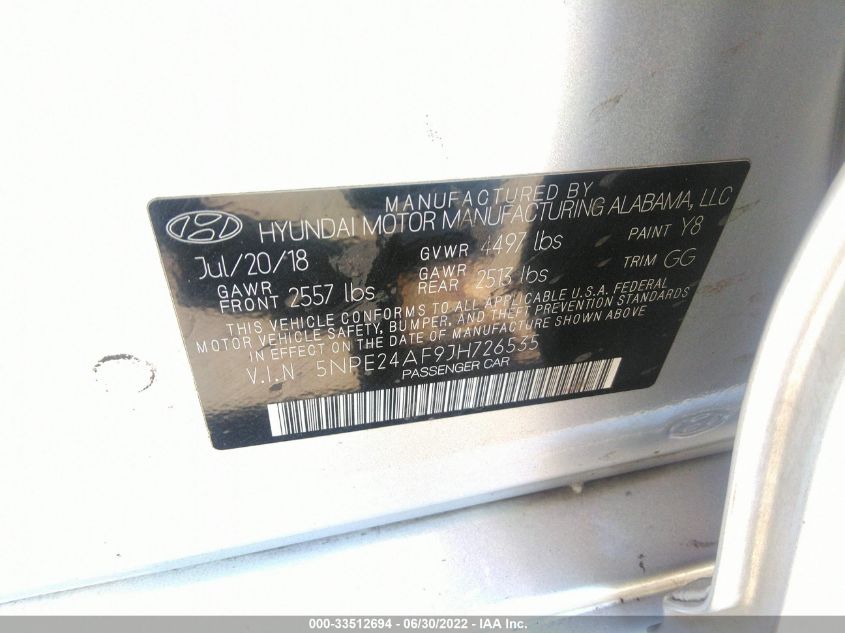 MANUFACTURED BY
HYUNDAI MOTOR MANUFACTURING ALABAMA, LLC
Jul/20/18 GVWR 4497 lbs PAINT Y8
GAWR FRONT 2557 lbs GAWR REAR 2513 lbs TRIM GG
THIS VEHICLE CONFORMS TO ALL APPLICABLE U.S.A. FEDERAL
MOTOR VEHICLE SAFETY, BUMPER, AND THEFT PREVENTION STANDARDS
IN EFFECT ON THE DATE OF MANUFACTURE SHOWN ABOVE
V.I.N 5NPE24AF9JH726535
PASSENGER CAR
000-33512694 - 06/30/2022 - IAA Inc.